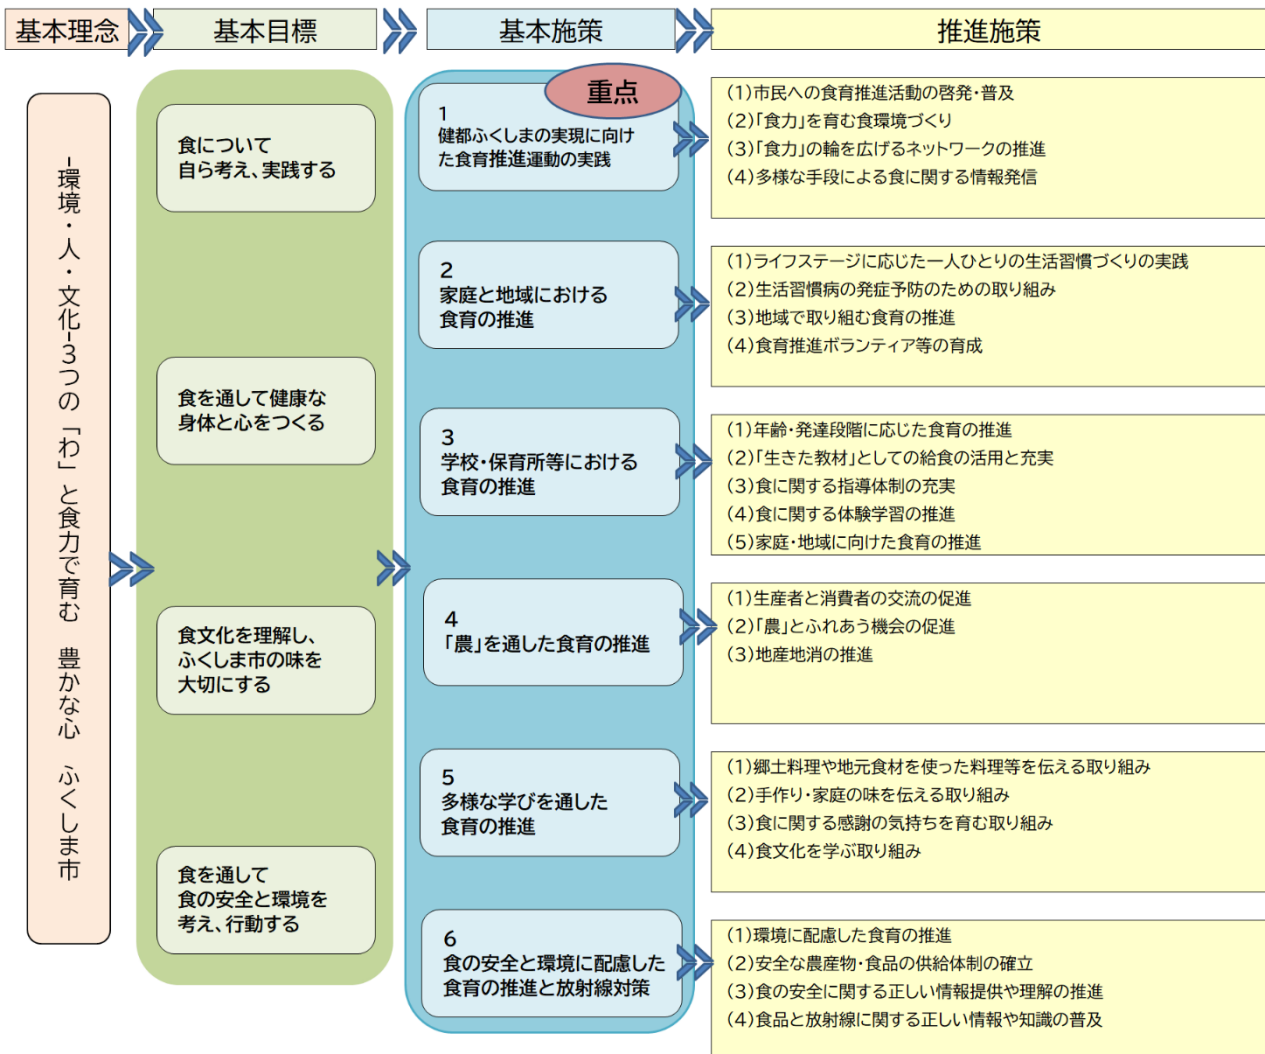 基本理念
基本目標
基本施策
推進施策
-環境・人・文化-3つの「わ」と食力で育む　豊かな心　ふくしま市
食について
自ら考え、実践する
食を通して健康な
身体と心をつくる
食文化を理解し、
ふくしま市の味を
大切にする
食を通して
食の安全と環境を
考え、行動する
重点
1
健都ふくしまの実現に向け
た食育推進運動の実践
(1)市民への食育推進活動の啓発・普及
(2)「食力」を育む食環境づくり
(3)「食力」の輪を広げるネットワークの推進
(4)多様な手段による食に関する情報発信
2
家庭と地域における
食育の推進
(1)ライフステージに応じた一人ひとりの生活習慣づくりの実践
(2)生活習慣病の発症予防のための取り組み
(3)地域で取り組む食育の推進
(4)食育推進ボランティア等の育成
3
学校・保育所等における
食育の推進
(1)年齢・発達段階に応じた食育の推進
(2)「生きた教材」としての給食の活用と充実
(3)食に関する指導体制の充実
(4)食に関する体験学習の推進
(5)家庭・地域に向けた食育の推進
4
「農」を通した食育の推進
(1)生産者と消費者の交流の促進
(2)「農」とふれあう機会の促進
(3)地産地消の推進
5
多様な学びを通した
食育の推進
(1)郷土料理や地元食材を使った料理等を伝える取り組み
(2)手作り・家庭の味を伝える取り組み
(3)食に関する感謝の気持ちを育む取り組み
(4)食文化を学ぶ取り組み
6
食の安全と環境に配慮した
食育の推進と放射線対策
(1)環境に配慮した食育の推進
(2)安全な農産物・食品の供給体制の確立
(3)食の安全に関する正しい情報提供や理解の推進
(4)食品と放射線に関する正しい情報や知識の普及